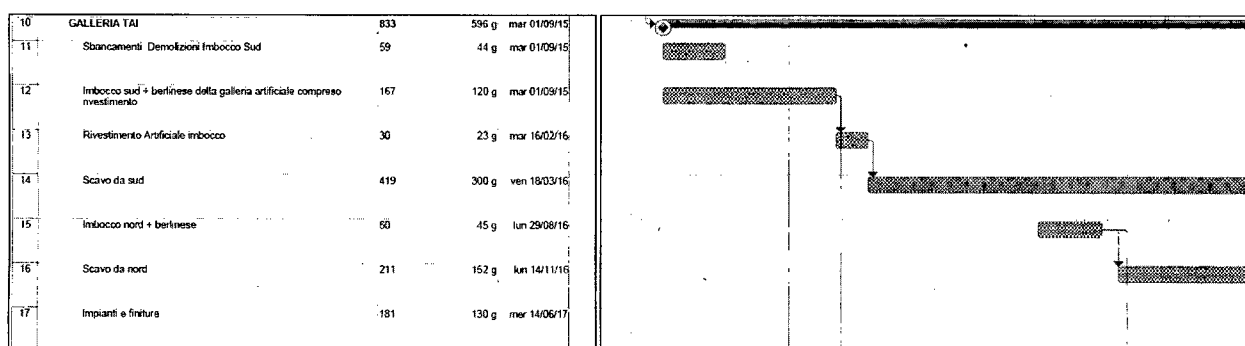 10 GALLERIA TAI 833 596 g mar 01/09/15
11 Sbancamenti Demolizioni Imbocco Sud 59 44 g mar 01/09/15
12 Imbocco sud + berlinese della galleria artificiale compreso 167 120 g mar 01/09/15
rivestimento
13 Rivestimento Artificiale imbocco 30 23 g mar 16/02/16
14 Scavo da sud 419 300 g ven 18/03/16
15 Imbocco nord + berlinese 60 45 g lun 29/08/16
16 Scavo da nord 211 152 g lun 14/11/16
17 Impianti e finiture 181 130 g mer 14/06/17